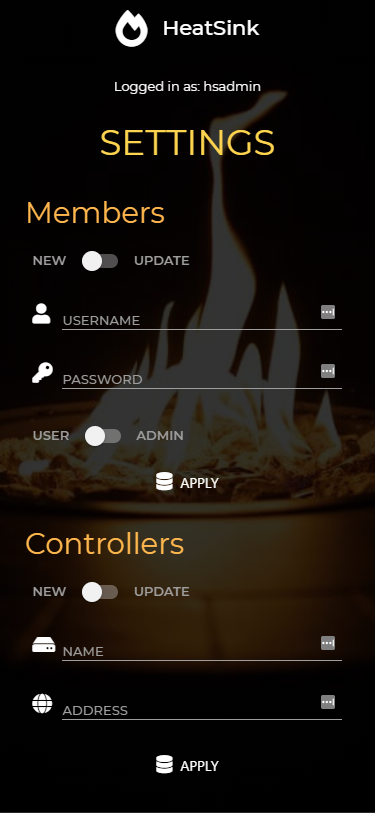 HeatSink
Logged in as: hsadmin
SETTINGS
Members
NEW UPDATE
USERNAME
PASSWORD
USER ADMIN
APPLY
Controllers
NEW UPDATE
NAME
ADDRESS
APPLY